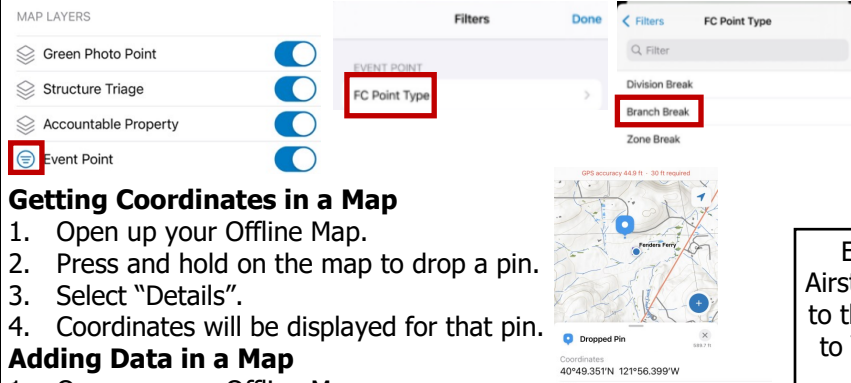 MAP LAYERS
Green Photo Point
Structure Triage
Accountable Property
Event Point
Filters
Done
EVENT POINT
FC Point Type
Filters
FC Point Type
Filter
Division Break
Branch Break
Zone Break
Getting Coordinates in a Map
1. Open up your Offline Map.
2. Press and hold on the map to drop a pin.
3. Select “Details”.
4. Coordinates will be displayed for that pin.
Adding Data in a Map
GPS accuracy 44.9 ft · 30 ft required
Fenders Ferry
Dropped Pin
Coordinates
40°49.351'N 121°56.399'W
to